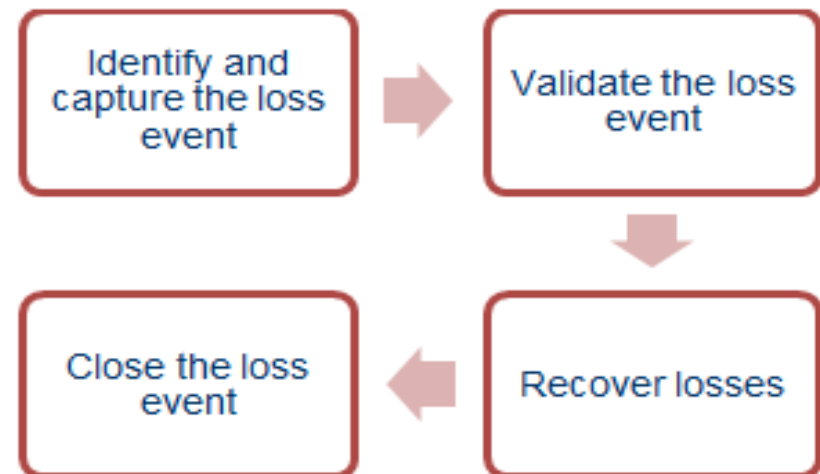 Identify and
capture the loss
event
Validate the loss
event
Recover losses
Close the loss
event